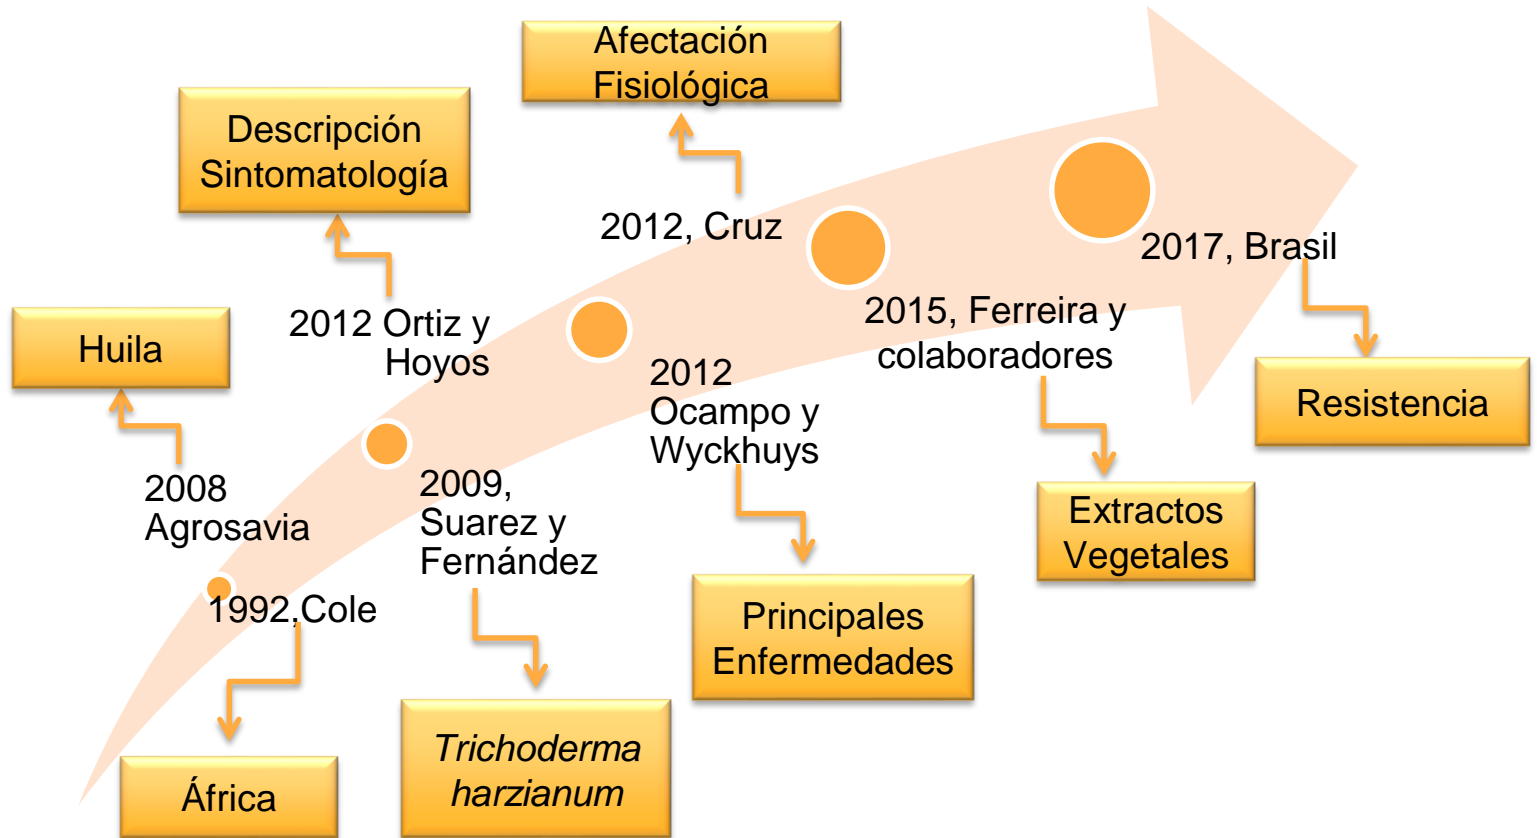 Afectación
Fisiológica
Descripción
Sintomatología
2012, Cruz
2017, Brasil
2012 Ortiz y
Hoyos
2015, Ferreira y
colaboradores
Huila
2012
Ocampo y
Wyckhuys
Resistencia
2008
Agrosavia
2009,
Suarez y
Fernández
Extractos
Vegetales
1992,Cole
Principales
Enfermedades
Trichoderma
harzianum
África